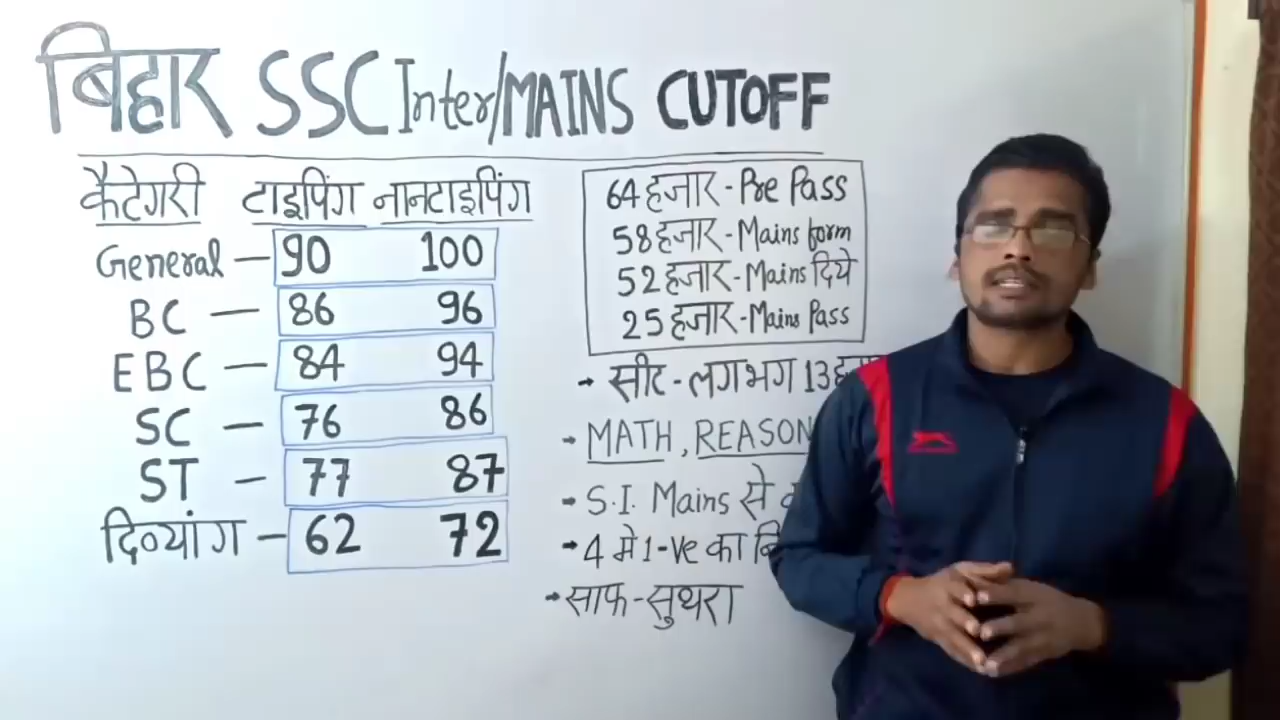 बिहार SSC Inter/MAINS CUTOFF
कैटेगरी टाइपिंग नानटाइपिंग
General – 90 100
BC – 86 96
EBC – 84 94
SC – 76 86
ST – 77 87
दिव्यांग – 62 72
64 हजार - Pre Pass
58 हजार - Mains form
52 हजार - Mains दिये
25 हजार - Mains Pass
→ सीट - लगभग 13
→ MATH, REASON
→ S.I. Mains से
→ 4 मे 1 -ve का
→ साफ-सुथरा